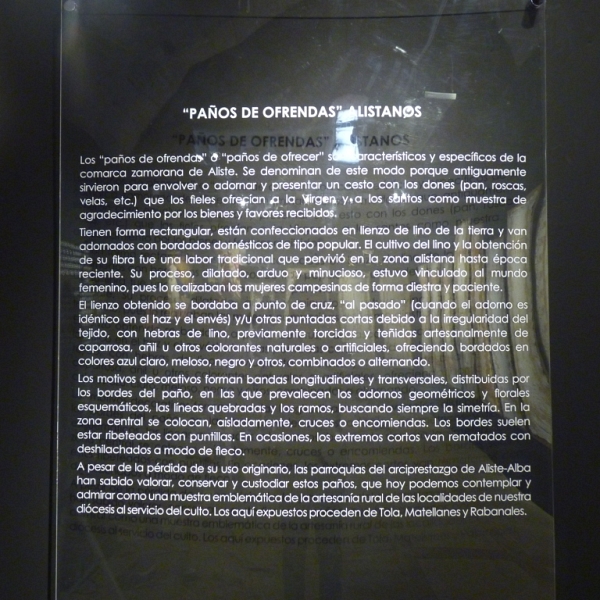 “PAÑOS DE OFRENDAS” ALISTANOS
Los “paños de ofrendas” o “paños de ofrecer” son característicos y específicos de la
comarca zamorana de Aliste. Se denominan de este modo porque antiguamente
sirvieron para envolver o adornar y presentar un cesto con los dones (pan, roscas,
velas, etc.) que los fieles ofrecían a la Virgen y a los santos como muestra de
agradecimiento por los bienes y favores recibidos.
Tienen forma rectangular, están confeccionados en lienzo de lino de la tierra y van
adornados con bordados domésticos de tipo popular. El cultivo del lino y la obtención
de su fibra fue una labor tradicional que pervivió en la zona alistana hasta época
reciente. Su proceso, dilatado, arduo y minucioso, estuvo vinculado al mundo
femenino, pues lo realizaban las mujeres campesinas de forma diestra y paciente.
El lienzo obtenido se bordaba a punto de cruz, “al pasado” (cuando el adorno es
idéntico en el haz y el envés) y/u otras puntadas cortas debido a la irregularidad del
tejido, con hebras de lino, previamente torcidas y teñidas artesanalmente de
caparrosa, añil u otros colorantes naturales o artificiales, ofreciendo bordados en
colores azul claro, meloso, negro y otros, combinados o alternando.
Los motivos decorativos forman bandas longitudinales y transversales, distribuidas por
los bordes del paño, en las que prevalecen los adornos geométricos y florales
esquemáticos, las líneas quebradas y los ramos, buscando siempre la simetría. En la
zona central se colocan, aisladamente, cruces o encomiendas. Los bordes suelen
estar ribeteados con puntillas. En ocasiones, los extremos cortos van rematados con
deshilachados a modo de fleco.
A pesar de la pérdida de su uso originario, las parroquias del arciprestazgo de Aliste-Alba
han sabido valorar, conservar y custodiar estos paños, que hoy podemos contemplar y
admirar como una muestra emblemática de la artesanía rural de las localidades de nuestra
diócesis al servicio del culto. Los aquí expuestos proceden de Tola, Matellanes y Rabanales.